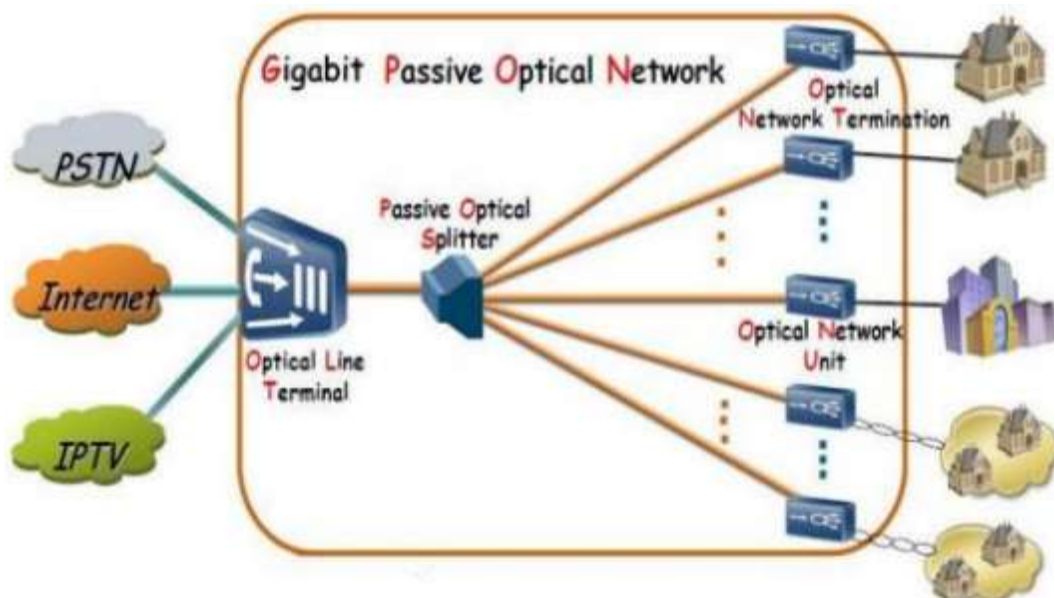 Gigabit Passive Optical Network
Optical
Network Termination
PSTN
Passive Optical
Splitter
Internet
Optical Network
Unit
Optical Line
Terminal
IPTV